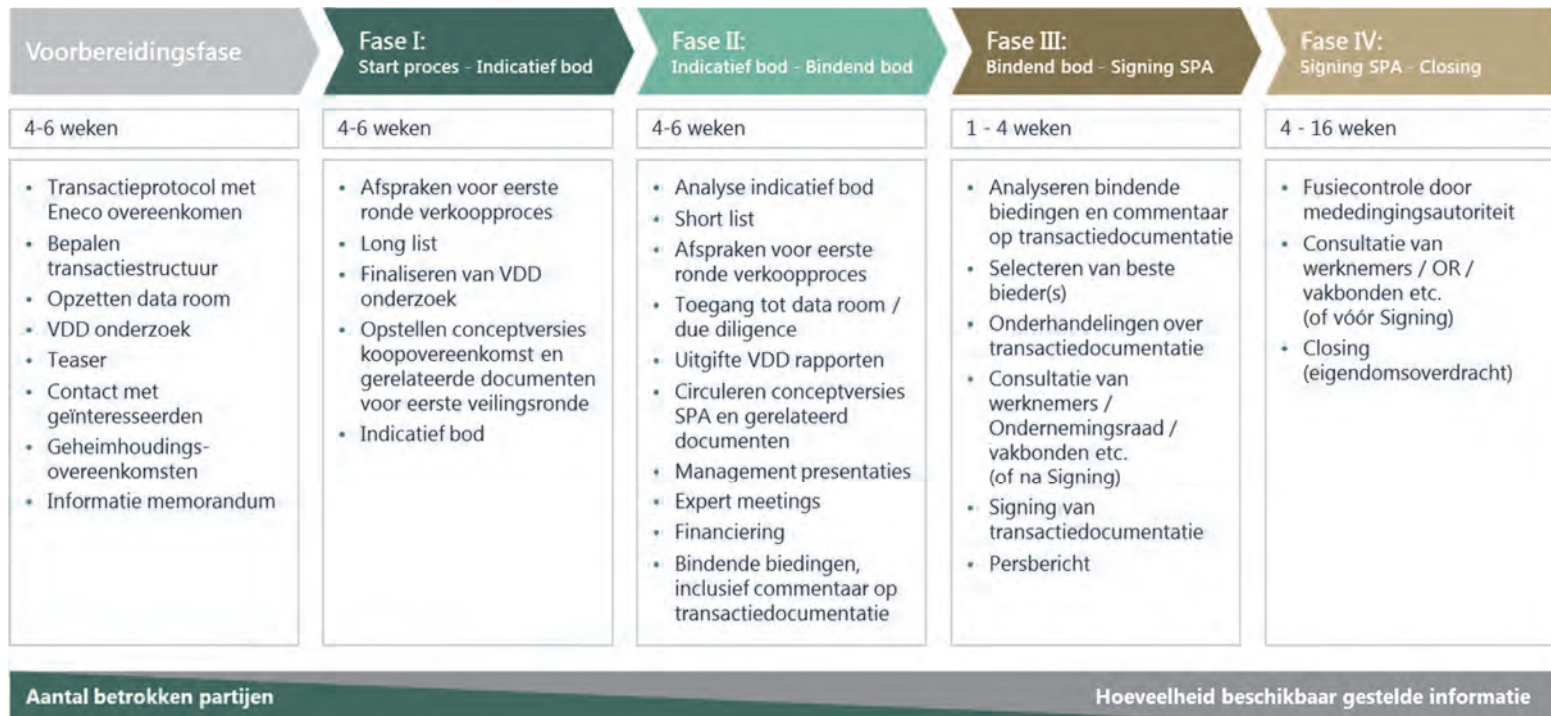 Voorbereidingsfase
Fase I:
Start proces - Indicatief bod
Fase II:
Indicatief bod - Bindend bod
Fase III:
Bindend bod - Signing SPA
Fase IV:
Signing SPA - Closing
4-6 weken
4-6 weken
4-6 weken
1 - 4 weken
4 - 16 weken
• Transactieprotocol met
Eneco overeenkomen
• Bepalen
transactiestructuur
• Opzetten data room
• VDD onderzoek
• Teaser
• Contact met
geïnteresseerden
• Geheimhoudings-
overeenkomsten
• Informatie memorandum
• Afspraken voor eerste
ronde verkoopproces
• Long list
• Finaliseren van VDD
onderzoek
• Opstellen conceptversies
koopovereenkomst en
gerelateerde documenten
voor eerste veilingsronde
• Indicatief bod
• Analyse indicatief bod
• Short list
• Afspraken voor eerste
ronde verkoopproces
• Toegang tot data room /
due diligence
• Uitgifte VDD rapporten
• Circuleren conceptversies
SPA en gerelateerd
documenten
• Management presentaties
• Expert meetings
• Financiering
• Bindende biedingen,
inclusief commentaar op
transactiedocumentatie
• Analyseren bindende
biedingen en commentaar
op transactiedocumentatie
• Selecteren van beste
bieder(s)
• Onderhandelingen over
transactiedocumentatie
• Consultatie van
werknemers /
Ondernemingsraad /
vakbonden etc.
(of na Signing)
• Signing van
transactiedocumentatie
• Persbericht
• Fusiecontrole door
mededingingsautoriteit
• Consultatie van
werknemers / OR /
vakbonden etc.
(of vóór Signing)
• Closing
(eigendomsoverdracht)
Aantal betrokken partijen
Hoeveelheid beschikbaar gestelde informatie